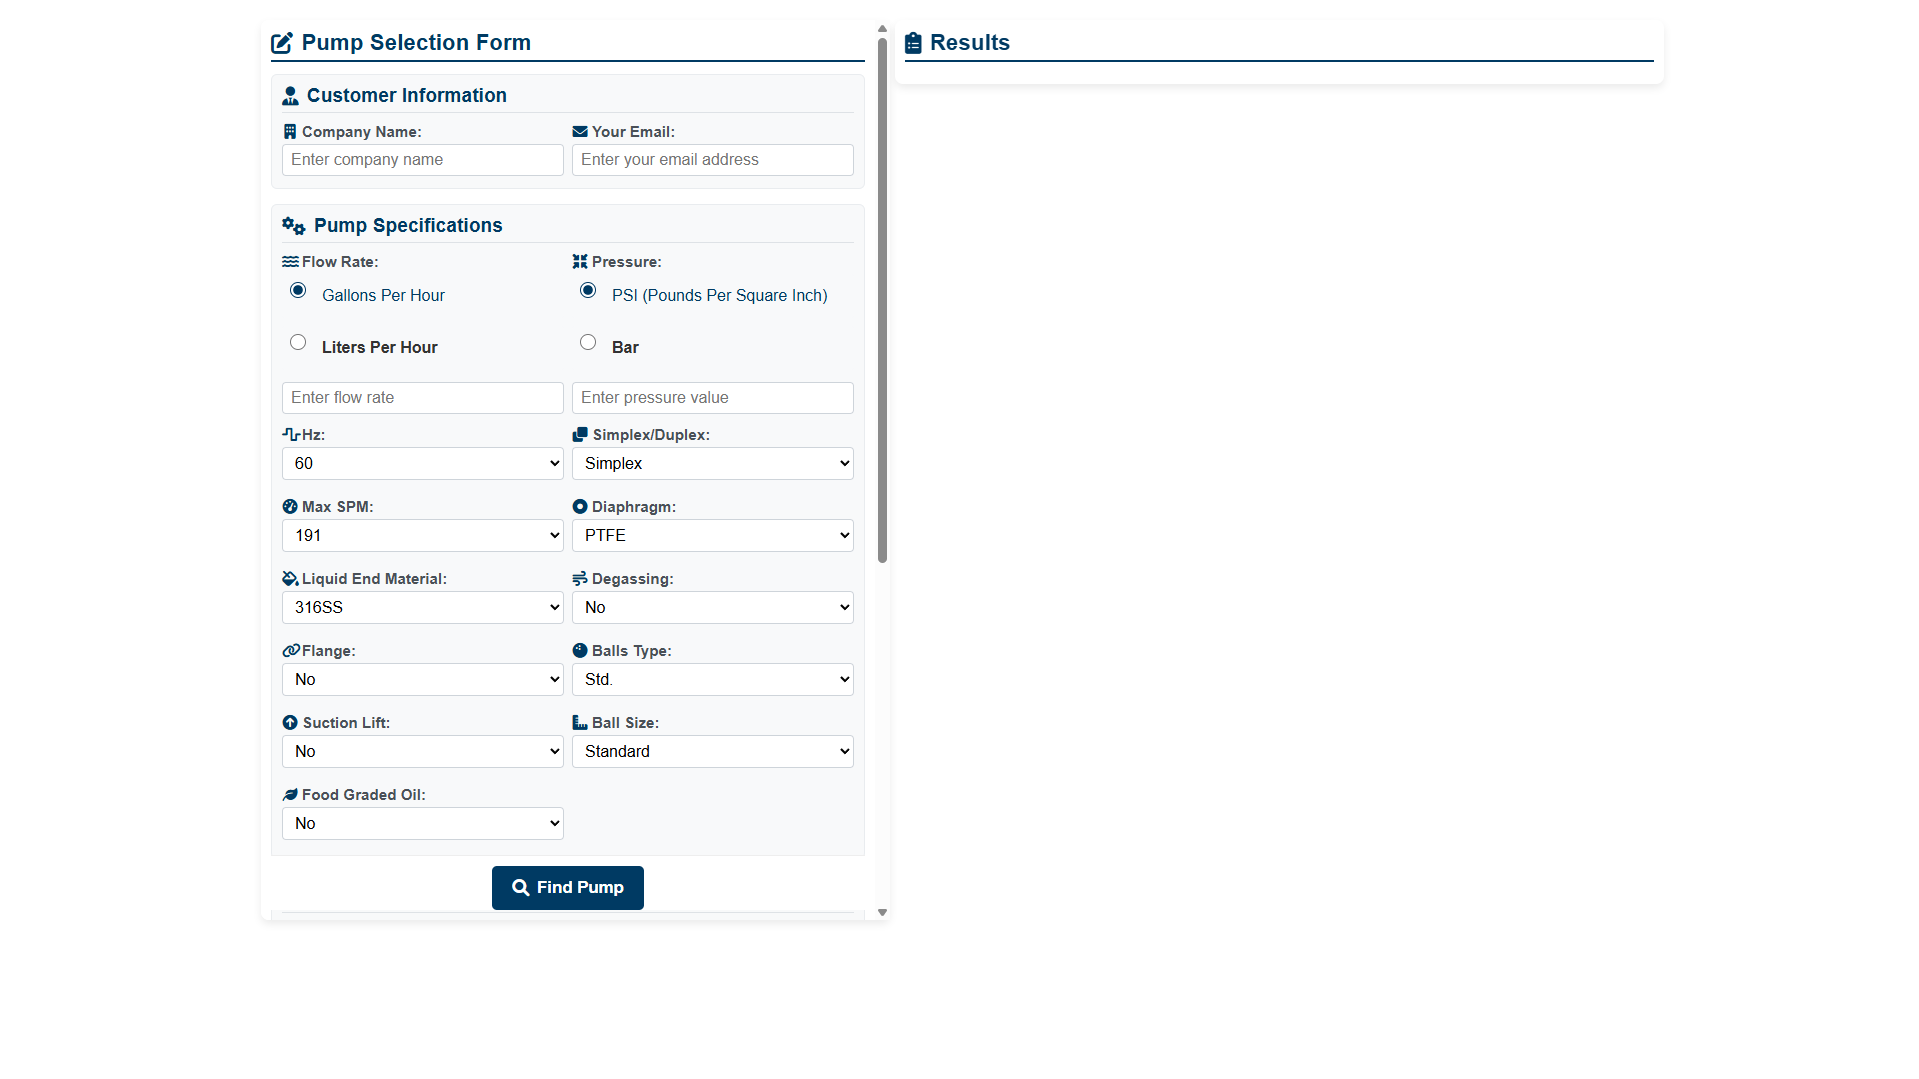 Pump Selection Form
Results
Customer Information
Company Name:
Your Email:
Enter company name
Enter your email address
Pump Specifications
Flow Rate:
Pressure:
Gallons Per Hour
PSI (Pounds Per Square Inch)
Liters Per Hour
Bar
Enter flow rate
Enter pressure value
Hz:
Simplex/Duplex:
60
Simplex
Max SPM:
Diaphragm:
191
PTFE
Liquid End Material:
Degassing:
316SS
No
Flange:
Balls Type:
No
Std.
Suction Lift:
Ball Size:
No
Standard
Food Graded Oil:
No
Find Pump